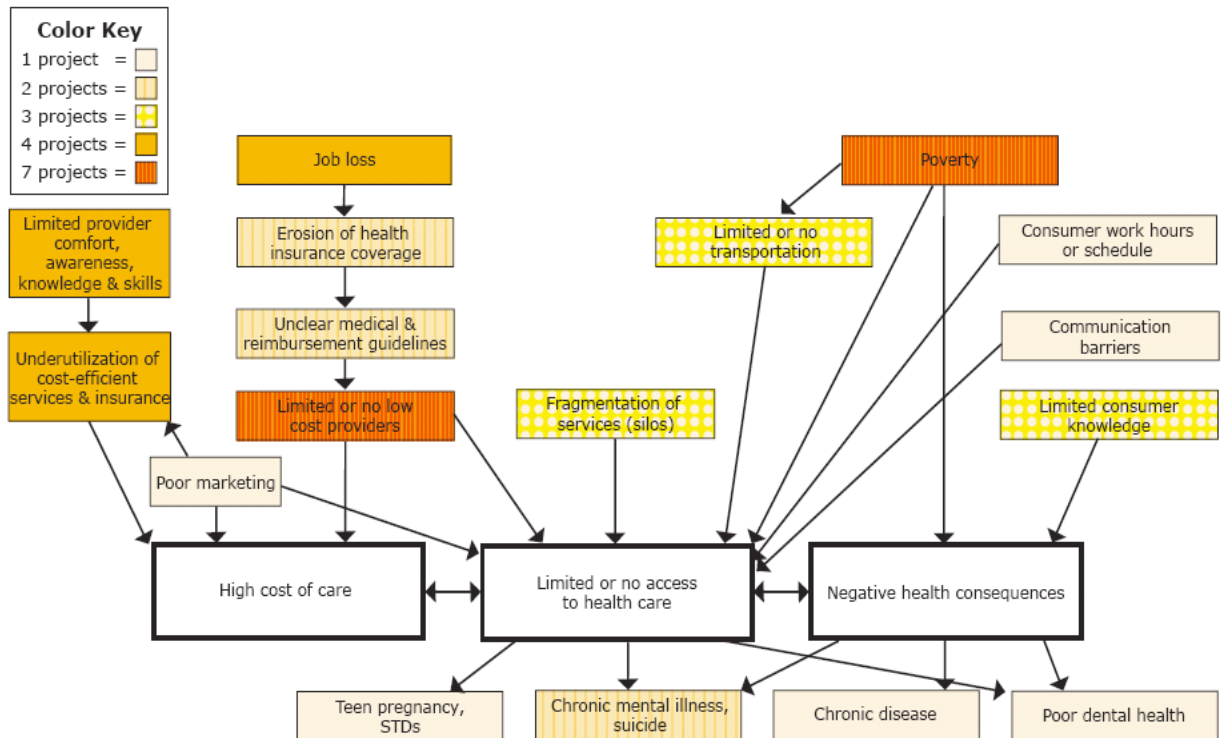 Color Key
1 project =
2 projects =
3 projects =
4 projects =
7 projects =
Job loss
Poverty
Limited provider
comfort,
awareness,
knowledge & skills
Erosion of health
insurance coverage
Limited or no
transportation
Consumer work hours
or schedule
Unclear medical &
reimbursement guidelines
Communication
barriers
Underutilization of
cost-efficient
services & insurance
Limited or no low
cost providers
Fragmentation of
services (silos)
Limited consumer
knowledge
Poor marketing
High cost of care
Limited or no access
to health care
Negative health consequences
Teen pregnancy,
STDs
Chronic mental illness,
suicide
Chronic disease
Poor dental health